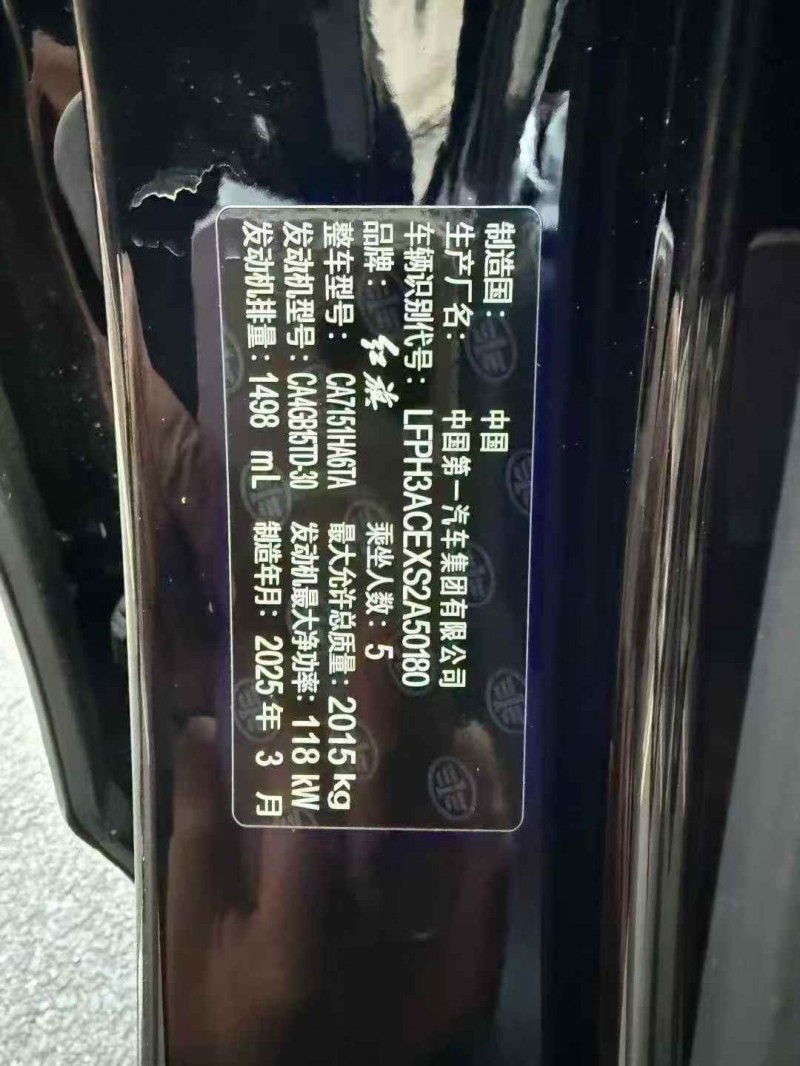 制造国： 中国
生产厂名： 中国第一汽车集团有限公司
车辆识别代号： LFPH3ACEXS2A50180
品牌： 红旗 乘坐人数：5
整车型号： CA7151HA6TA 最大允许总质量：2015 kg
发动机型号：CA4GB15TD-30 发动机最大净功率：118 kW
发动机排量：1498 mL 制造年月：2025 年 3 月